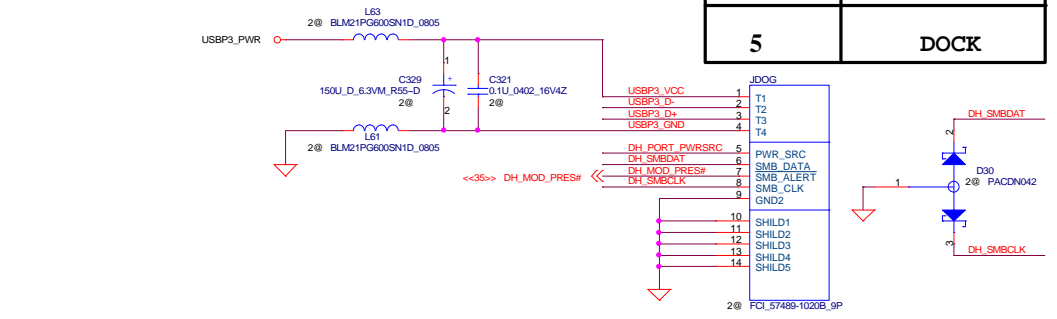 L63
2@ BLM21PG600SN1D_0805
USBP3_PWR
5 DOCK
1
C329
150U_D_6.3VM_R55-D
2@
2
C321
0.1U_0402_16V4Z
2@
L61
2@ BLM21PG600SN1D_0805
JDOG
USBP3_VCC 1 T1
USBP3_D- 2 T2
USBP3_D+ 3 T3
USBP3_GND 4 T4
DH_PORT_PWRSRC 5 PWR_SRC
DH_SMBDAT 6 SMB_DATA
<<35>> DH_MOD_PRES# DH_MOD_PRES# 7 SMB_ALERT
DH_SMBCLK 8 SMB_CLK
9 GND2
10 SHILD1
11 SHILD2
12 SHILD3
13 SHILD4
14 SHILD5
2@ FCI_57489-1020B_9P
DH_SMBDAT
2
D30
1 2@ PACDN042
3
DH_SMBCLK